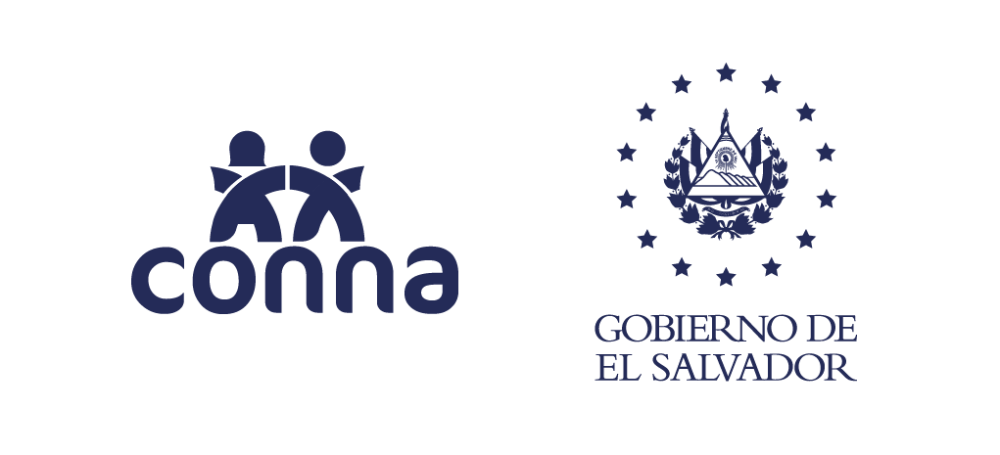 conna
GOBIERNO DE
EL SALVADOR